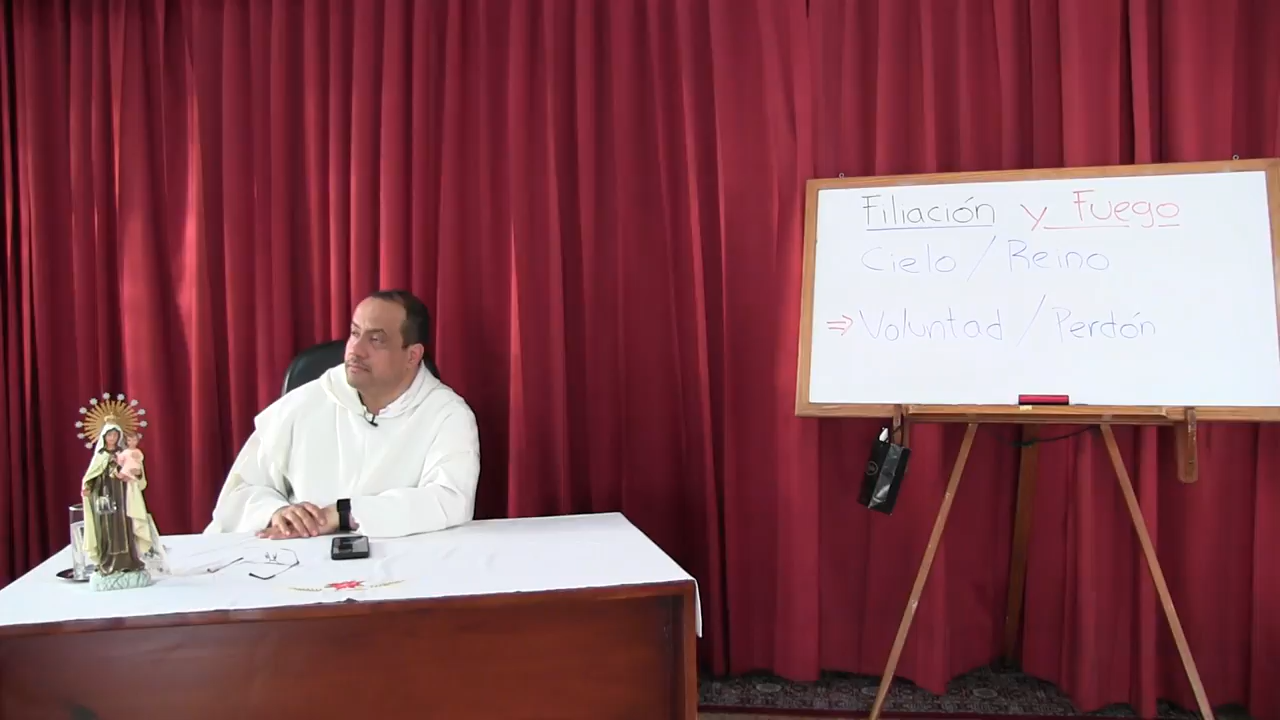 Filiación y Fuego
Cielo / Reino
⇒ Voluntad / Perdón